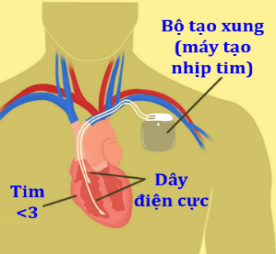 Bộ tạo xung
(máy tạo
nhịp tim)
Tim
<3
Dây
điện cực